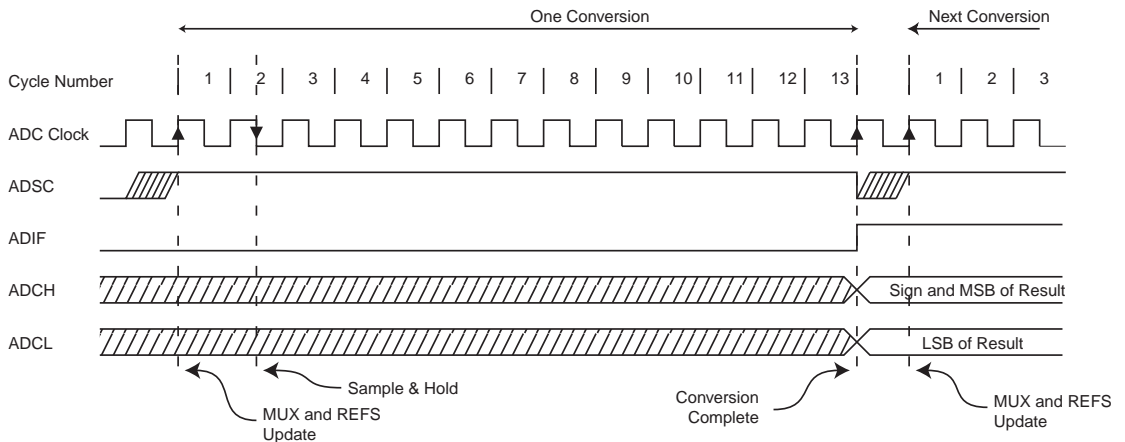 One Conversion
Next Conversion
Cycle Number
1 2 3 4 5 6 7 8 9 10 11 12 13 1 2 3
ADC Clock
ADSC
ADIF
ADCH
Sign and MSB of Result
ADCL
LSB of Result
Sample & Hold
MUX and REFS
Update
Conversion
Complete
MUX and REFS
Update